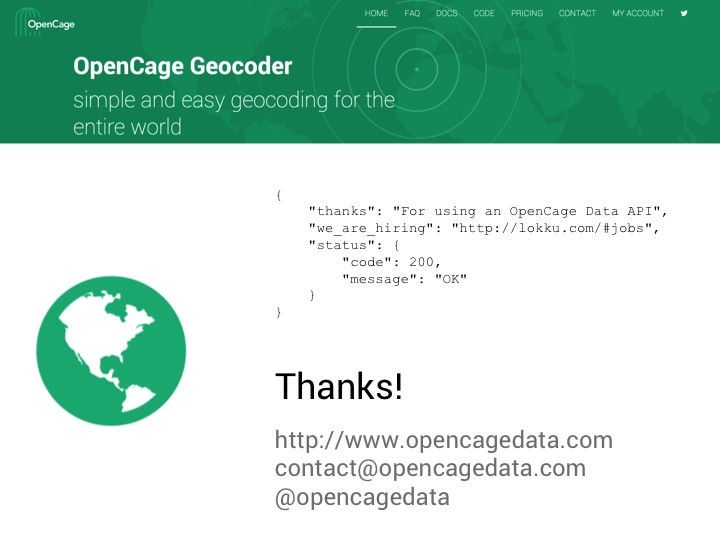 OpenCage
HOME FAQ DOCS CODE PRICING CONTACT MY ACCOUNT
OpenCage Geocoder
simple and easy geocoding for the
entire world
{
    "thanks": "For using an OpenCage Data API",
    "we_are_hiring": "http://lokku.com/#jobs",
    "status": {
        "code": 200,
        "message": "OK"
    }
}
Thanks!
http://www.opencagedata.com
contact@opencagedata.com
@opencagedata